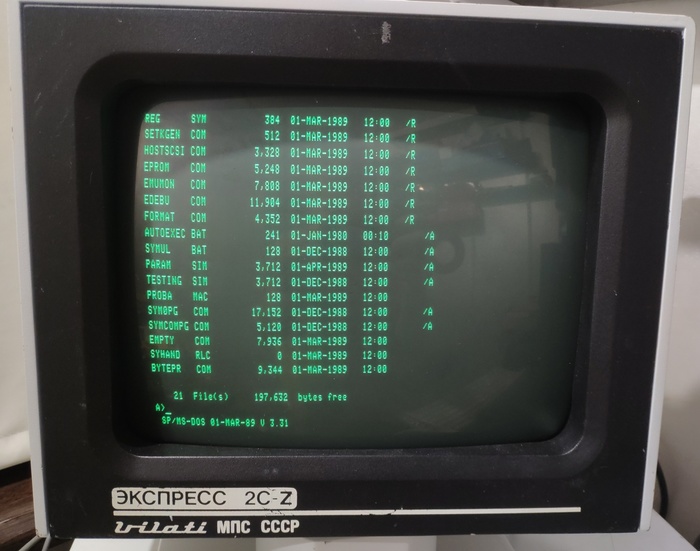 REG SYM 384 01-MAR-1989 12:00 /R
SETKGEN COM 512 01-MAR-1989 12:00 /R
HOSTSCSI COM 3,328 01-MAR-1989 12:00 /R
EPROM COM 5,248 01-MAR-1989 12:00 /R
EMUMON COM 7,808 01-MAR-1989 12:00 /R
EDEBU COM 11,904 01-MAR-1989 12:00 /R
FORMAT COM 4,352 01-MAR-1989 12:00 /R
AUTOEXEC BAT 241 01-JAN-1980 00:10 /A
SYMUL BAT 128 01-DEC-1988 12:00 /A
PARAM SIM 3,712 01-APR-1989 12:00 /A
TESTING SIM 3,712 01-DEC-1988 12:00 /A
PROBA MAC 128 01-MAR-1989 12:00
SYMOPG COM 17,152 01-DEC-1988 12:00 /A
SYMCOMPG COM 5,120 01-DEC-1988 12:00 /A
EMPTY COM 7,936 01-MAR-1989 12:00
SYHAND RLC 0 01-MAR-1989 12:00
BYTEPR COM 9,344 01-MAR-1989 12:00
21 File(s) 197,632 bytes free
A>_
SP/MS-DOS 01-MAR-89 V 3.31
ЭКСПРЕСС 2С-Z
vilati МПС СССР